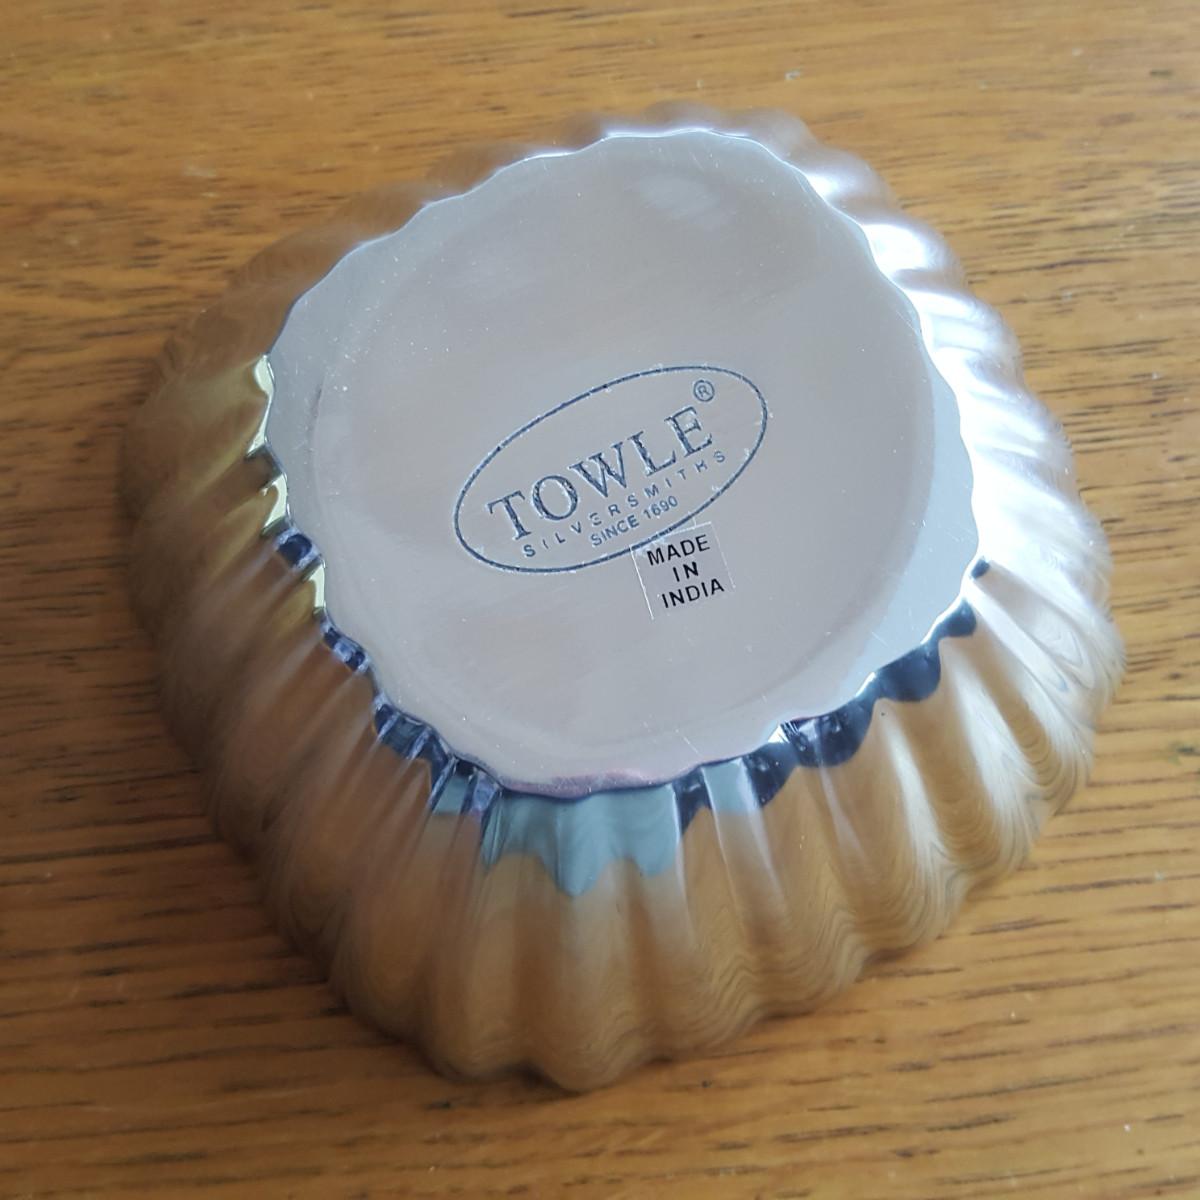 TOWLE®
SILVERSMITHS
SINCE 1690
MADE
IN
INDIA